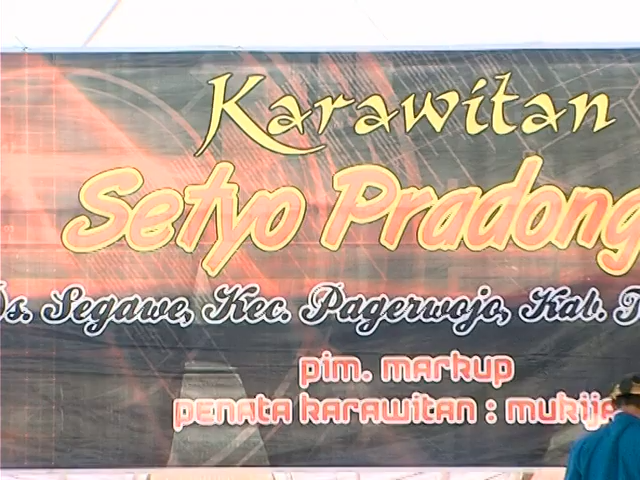 Karawitan
Setyo Pradong
Ds. Segawe, Kec. Pagerwojo, Kab. T
pim. markup
penata karawitan : mukija